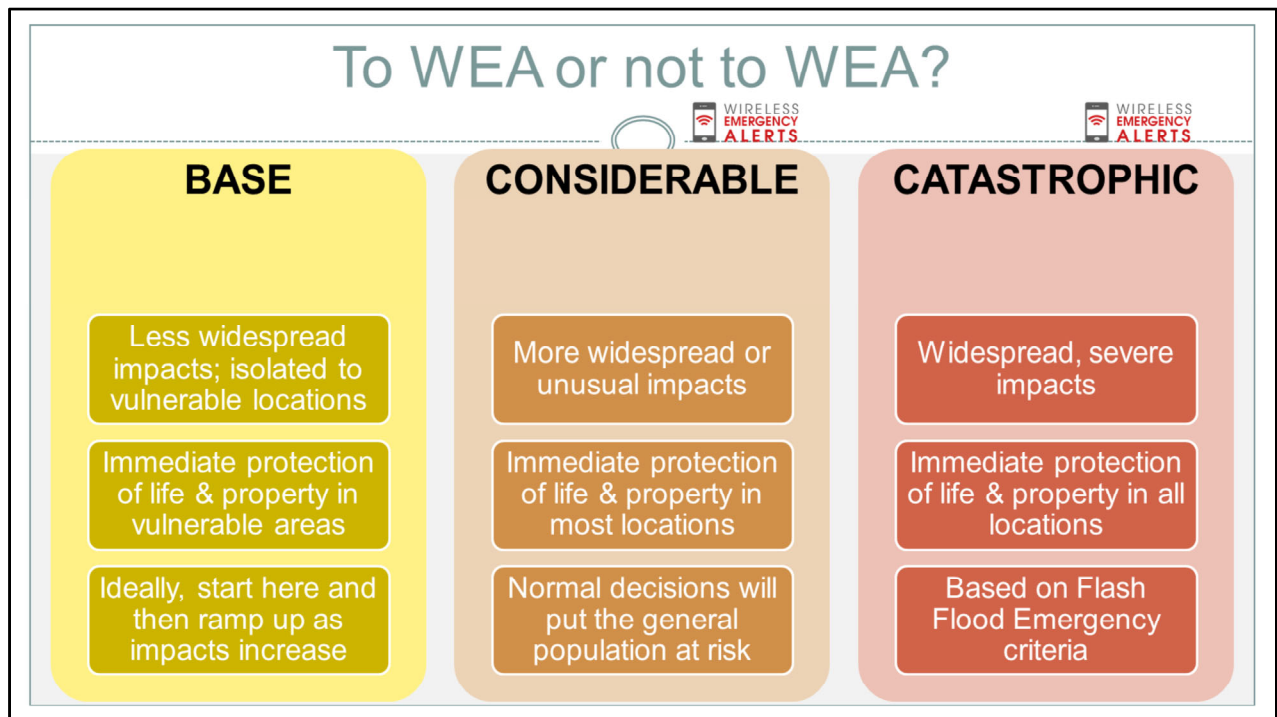 To WEA or not to WEA?
WIRELESS
EMERGENCY
ALERTS
WIRELESS
EMERGENCY
ALERTS
BASE
Less widespread
impacts; isolated to
vulnerable locations
Immediate protection
of life & property in
vulnerable areas
Ideally, start here and
then ramp up as
impacts increase
CONSIDERABLE
More widespread or
unusual impacts
Immediate protection
of life & property in
most locations
Normal decisions will
put the general
population at risk
CATASTROPHIC
Widespread, severe
impacts
Immediate protection
of life & property in all
locations
Based on Flash
Flood Emergency
criteria